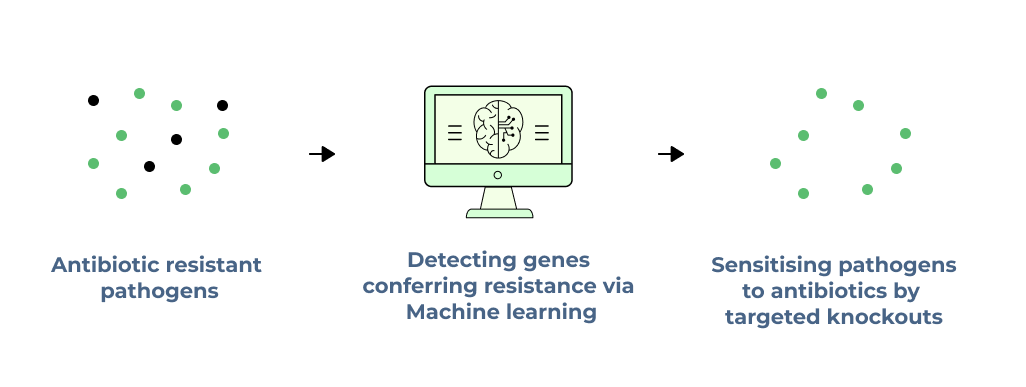 Antibiotic resistant
pathogens
Detecting genes
conferring resistance via
Machine learning
Sensitising pathogens
to antibiotics by
targeted knockouts